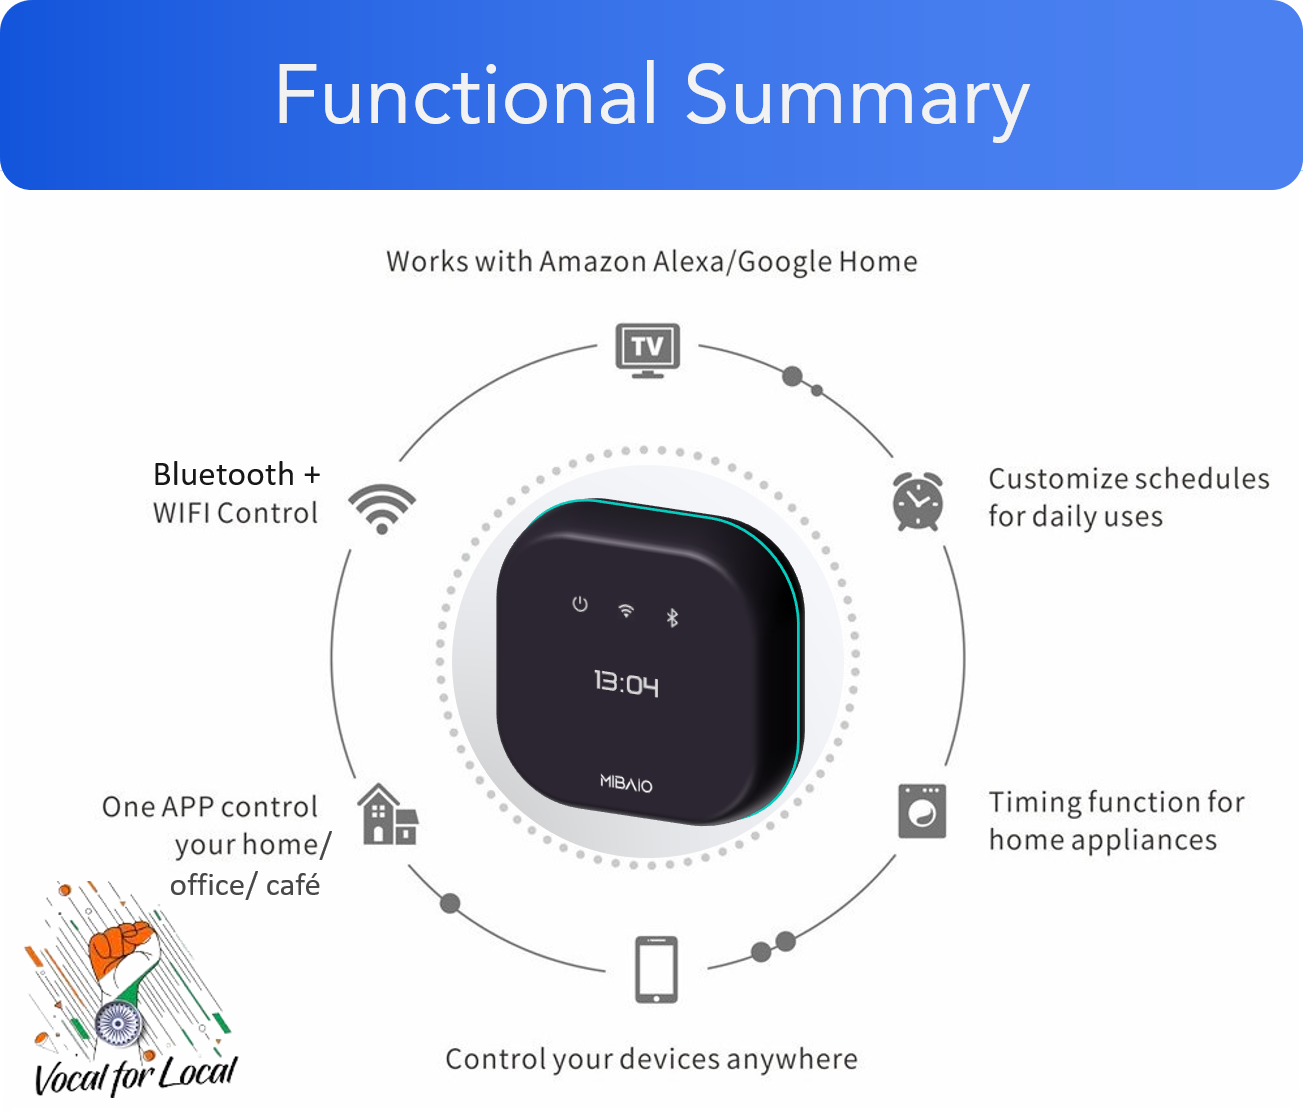 Functional Summary
Works with Amazon Alexa/Google Home
TV
Bluetooth +
WIFI Control
Customize schedules
for daily uses
13:04
MIBAIO
One APP control
your home/
office/ café
Timing function for
home appliances
Control your devices anywhere
Vocal for Local